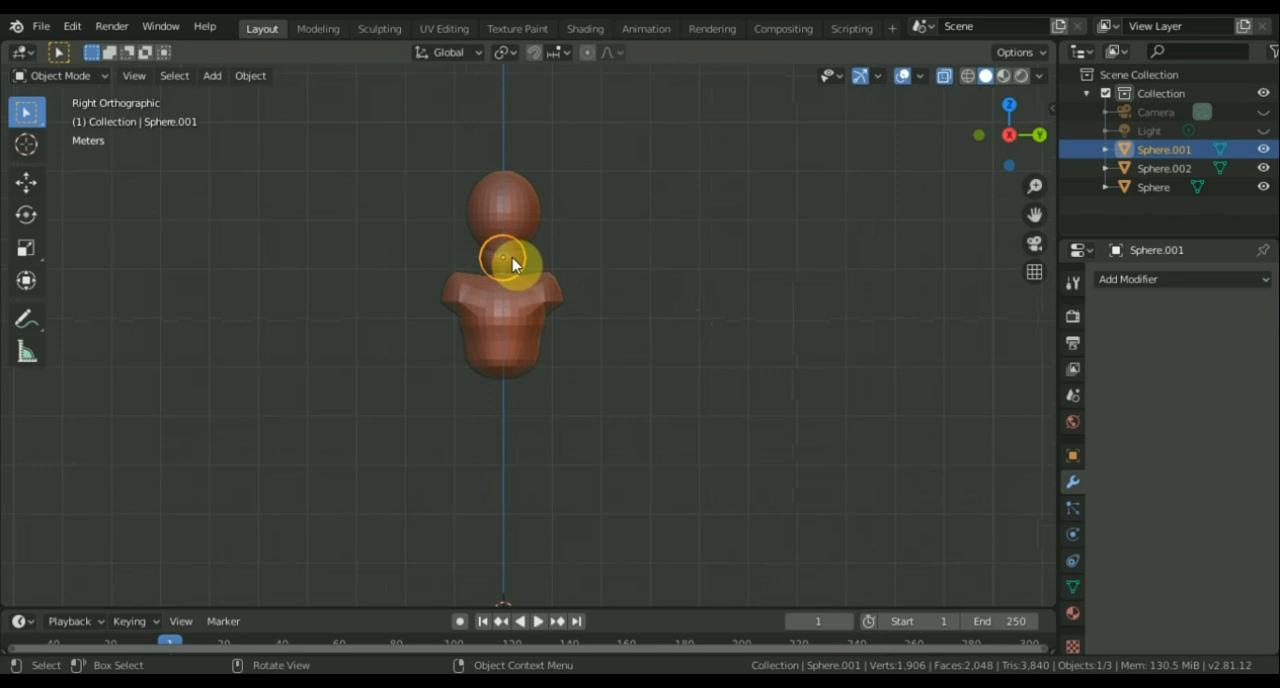 File Edit Render Window Help Layout Modeling Sculpting UV Editing Texture Paint Shading Rendering Animation Compositing Scripting + Scene View Layer
Global Options
Object Mode View Select Add Object
Right Orthographic
(1) Collection | Sphere.001
Meters
Z
X
Y
Scene Collection
Collection
Camera
Light
Sphere.001
Sphere.002
Sphere
Sphere.001
Add Modifier
Playback Keying View Marker 1 Start 1 End 250
Select Box Select Rotate View Object Context Menu Collection | Sphere.001 | Verts:1,906 | Faces:2,048 | Tris:3,840 | Objects:1/3 | Mem: 130.5 MiB | v2.81.12